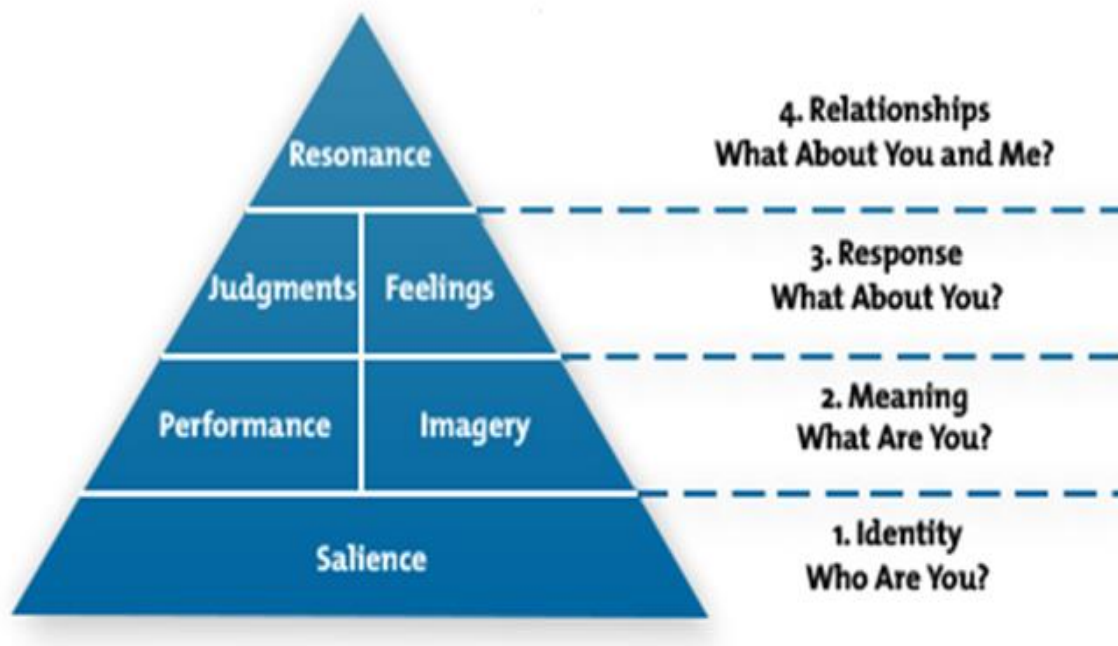 Resonance
4. Relationships
What About You and Me?
Judgments
Feelings
3. Response
What About You?
Performance
Imagery
2. Meaning
What Are You?
Salience
1. Identity
Who Are You?